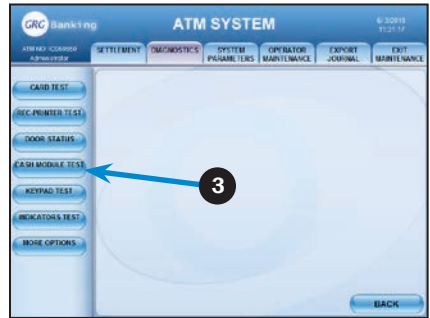 GRG Banking
ATM SYSTEM
Administrator
SETTLEMENT
DIAGNOSTICS
SYSTEM PARAMETERS
OPERATOR MAINTENANCE
EXPORT JOURNAL
EXIT MAINTENANCE
CARD TEST
REC-PRINTER TEST
DOOR STATUS
CASH MODULE TEST
KEYPAD TEST
INDICATORS TEST
MORE OPTIONS
3
BACK